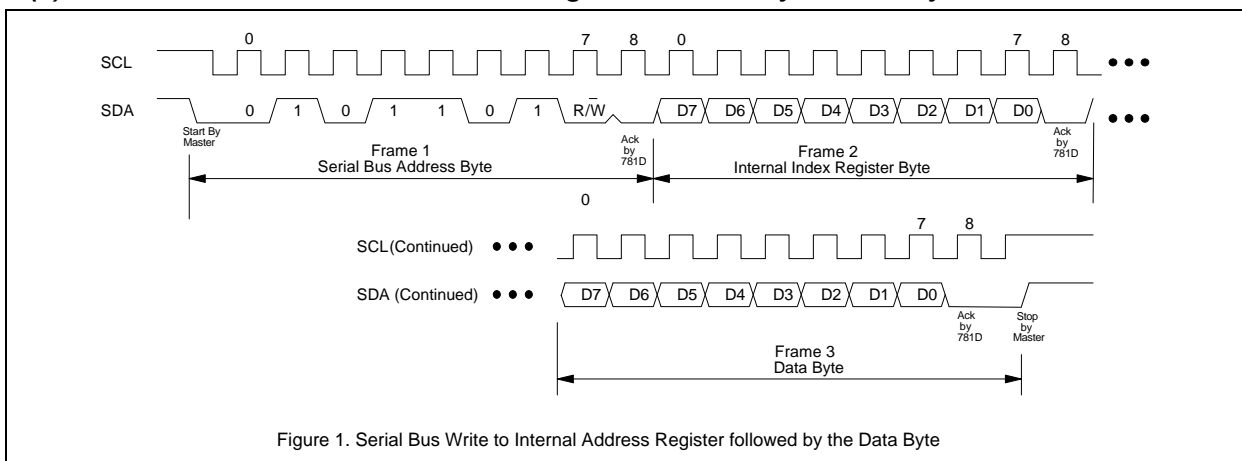 0 7 8 0 7 8
SCL
SDA 0 1 0 1 1 0 1 R/W D7 D6 D5 D4 D3 D2 D1 D0
Start By
Master
Ack
by
781D
Ack
by
781D
Frame 1
Serial Bus Address Byte
Frame 2
Internal Index Register Byte
0
7 8
SCL(Continued)
SDA (Continued) D7 D6 D5 D4 D3 D2 D1 D0
Ack
by
781D
Stop
by
Master
Frame 3
Data Byte
Figure 1. Serial Bus Write to Internal Address Register followed by the Data Byte